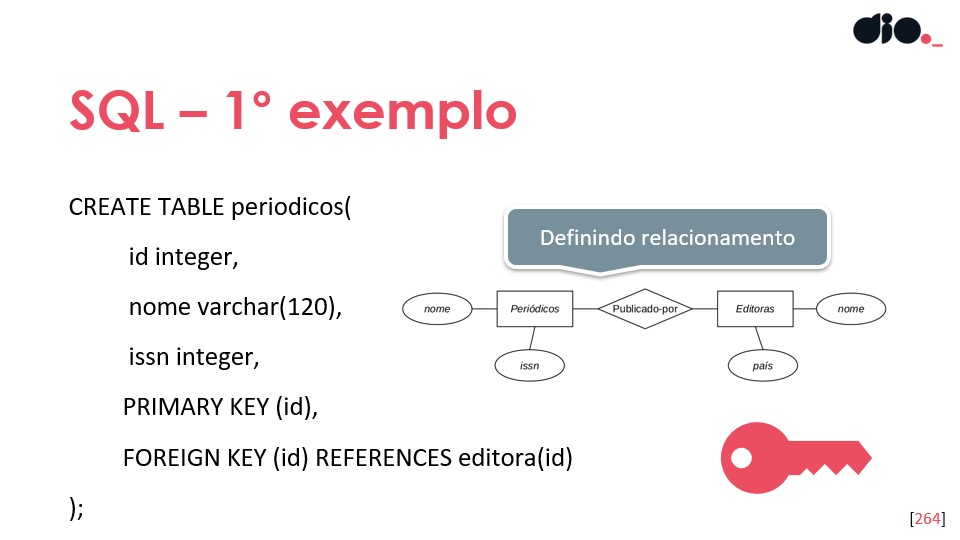 dio._
SQL – 1° exemplo
CREATE TABLE periodicos(
id integer,
nome varchar(120),
issn integer,
PRIMARY KEY (id),
FOREIGN KEY (id) REFERENCES editora(id)
);
Definindo relacionamento
nome
Periódicos
Publicado-por
Editoras
nome
issn
país
[264]